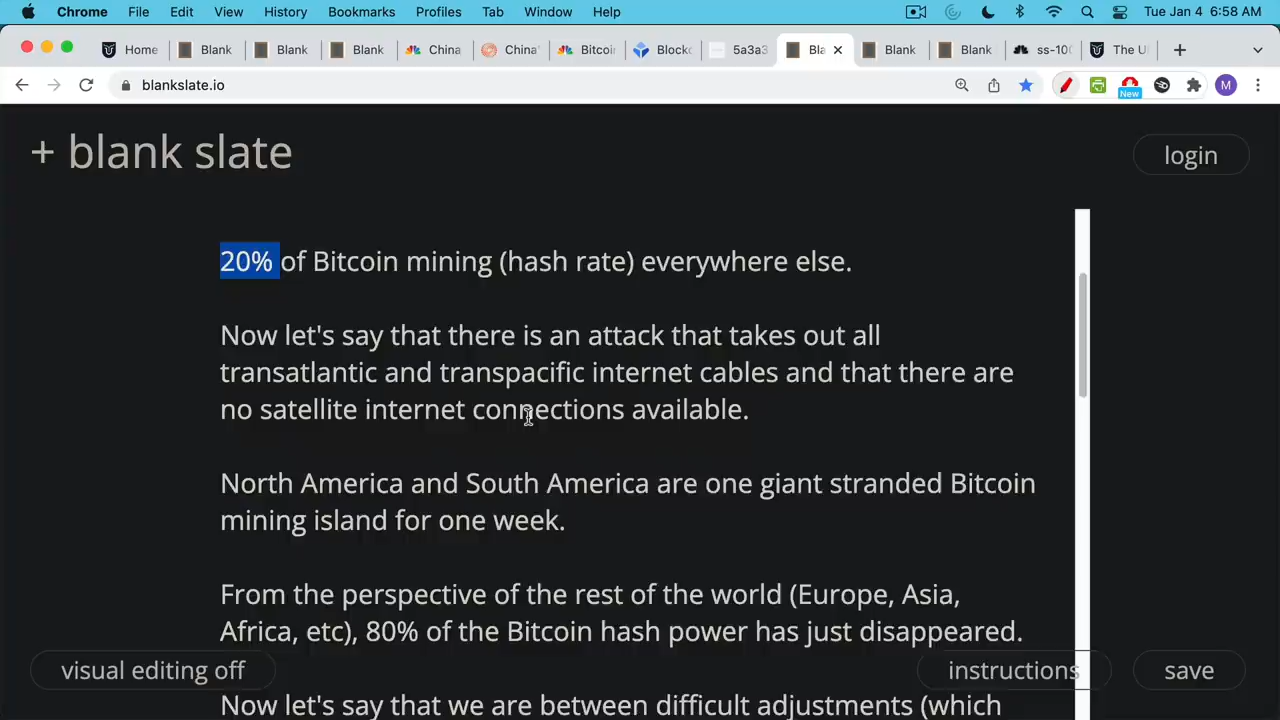 Chrome File Edit View History Bookmarks Profiles Tab Window Help Tue Jan 4 6:58 AM
Home Blank Blank Blank China China' Bitcoin Blocko 5a3a3 Bla Blank Blank ss-100 The U
blankslate.io New M
+ blank slate login
20% of Bitcoin mining (hash rate) everywhere else.
Now let's say that there is an attack that takes out all
transatlantic and transpacific internet cables and that there are
no satellite internet connections available.
North America and South America are one giant stranded Bitcoin
mining island for one week.
From the perspective of the rest of the world (Europe, Asia,
Africa, etc), 80% of the Bitcoin hash power has just disappeared.
visual editing off instructions save
Now let's say that we are between difficult adjustments (which